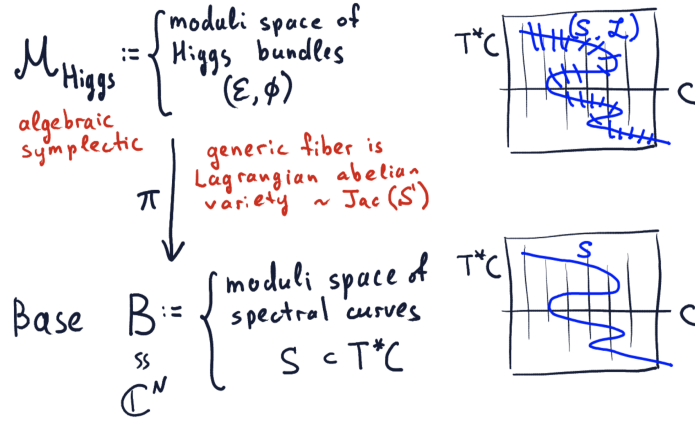 M_Higgs := { moduli space of
Higgs bundles
(ℰ, ϕ)
algebraic
symplectic
π
generic fiber is
Lagrangian abelian
variety ~ Jac(S)
T*C
(S, ℒ)
C
Base B := { moduli space of
spectral curves
S ⊂ T*C
≅
ℂ^N
T*C
S
C